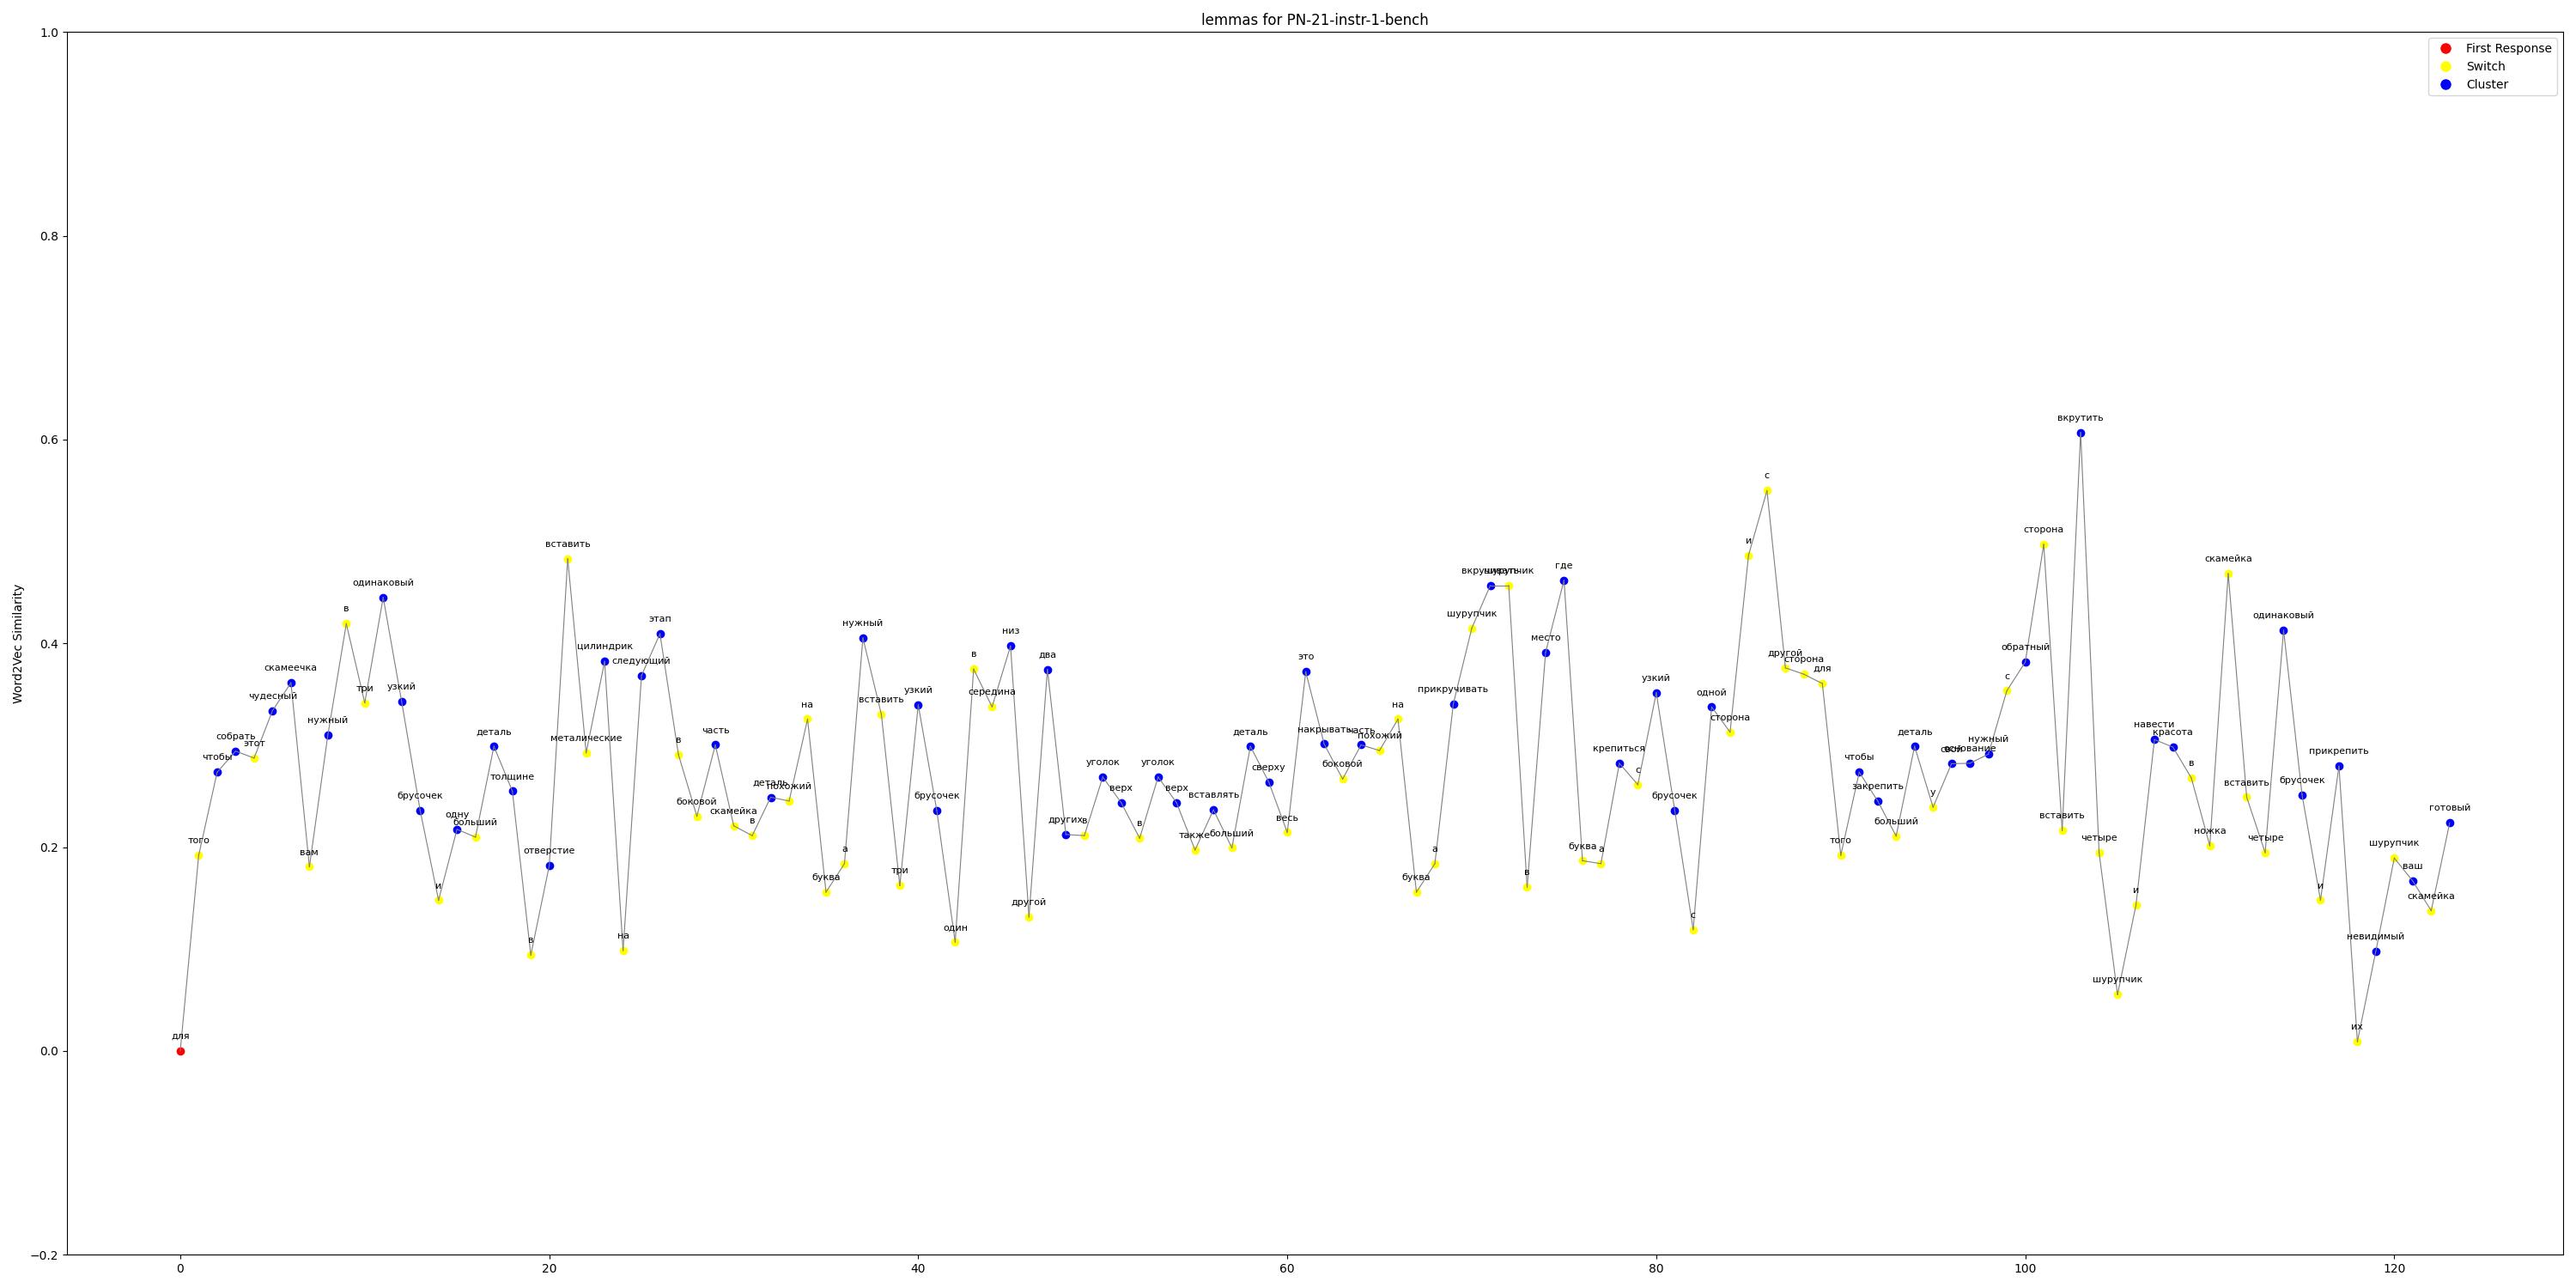 lemmas for PN-21-instr-1-bench
1.0
0.8
0.6
0.4
0.2
0.0
−0.2
Word2Vec Similarity
First Response
Switch
Cluster
для
того
чтобы
собрать
этот
чудесный
скамеечка
вам
нужный
в
три
одинаковый
узкий
брусочек
и
одну
больший
деталь
толщине
в
отверстие
вставить
металические
цилиндрик
на
следующий
этап
в
боковой
часть
скамейка
в
деталь
похожий
на
буква
а
нужный
вставить
три
узкий
брусочек
один
в
середина
низ
другой
два
других
в
уголок
верх
в
уголок
верх
также
вставлять
больший
деталь
сверху
весь
это
накрывать
боковой
часть
похожий
на
буква
а
прикручивать
шурупчик
вкручивать
шурупчик
в
место
где
буква
а
крепиться
с
узкий
брусочек
с
одной
сторона
и
с
другой
сторона
для
того
чтобы
закрепить
больший
деталь
у
основание
нужный
с
обратный
сторона
вставить
вкрутить
четыре
шурупчик
и
навести
красота
в
ножка
скамейка
вставить
четыре
одинаковый
брусочек
и
прикрепить
их
невидимый
шурупчик
ваш
скамейка
готовый
0
20
40
60
80
100
120